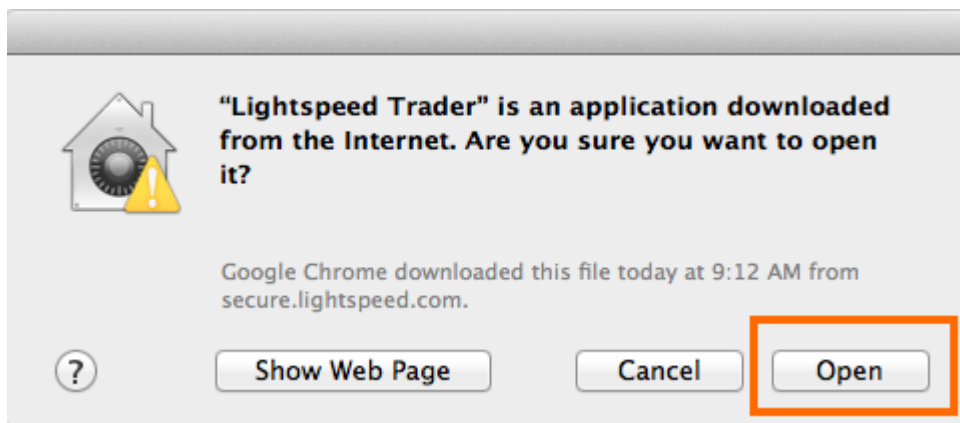 “Lightspeed Trader” is an application downloaded
from the Internet. Are you sure you want to open
it?
Google Chrome downloaded this file today at 9:12 AM from
secure.lightspeed.com.
? Show Web Page Cancel Open